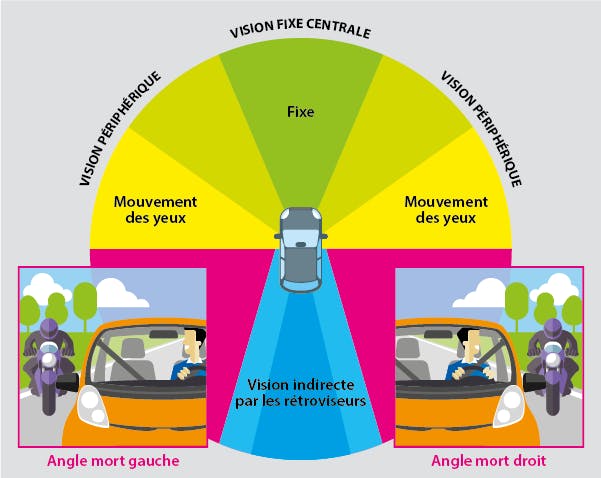 VISION FIXE CENTRALE
VISION PÉRIPHÉRIQUE
VISION PÉRIPHÉRIQUE
Fixe
Mouvement
des yeux
Mouvement
des yeux
Vision indirecte
par les rétroviseurs
Angle mort gauche
Angle mort droit